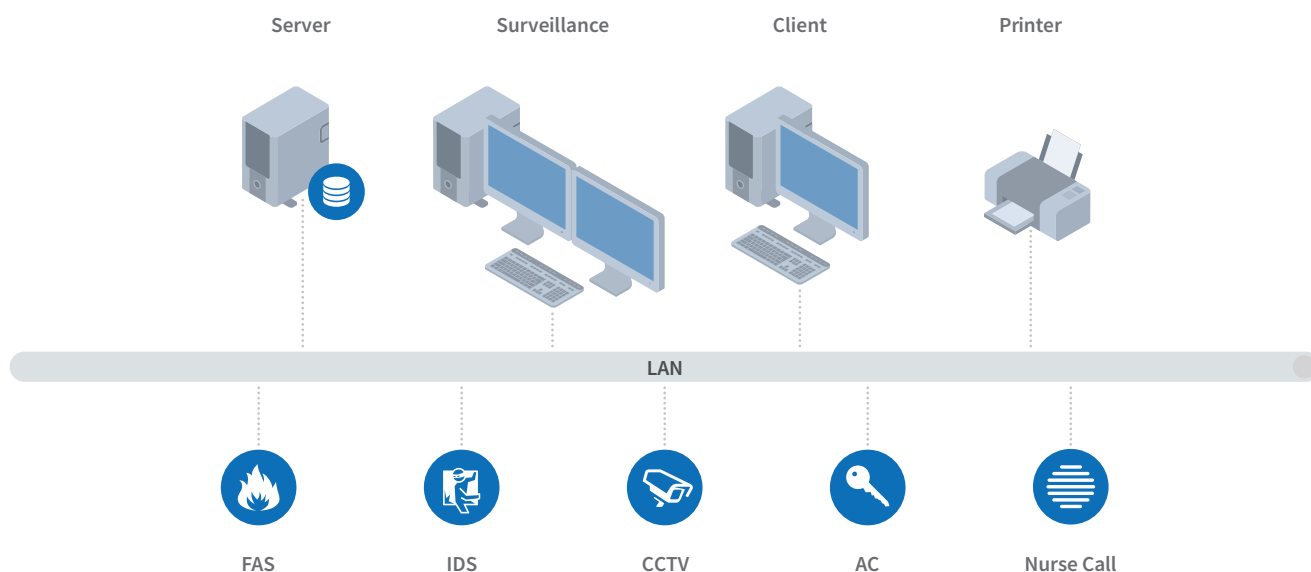 Server
Surveillance
Client
Printer
LAN
FAS
IDS
CCTV
AC
Nurse Call